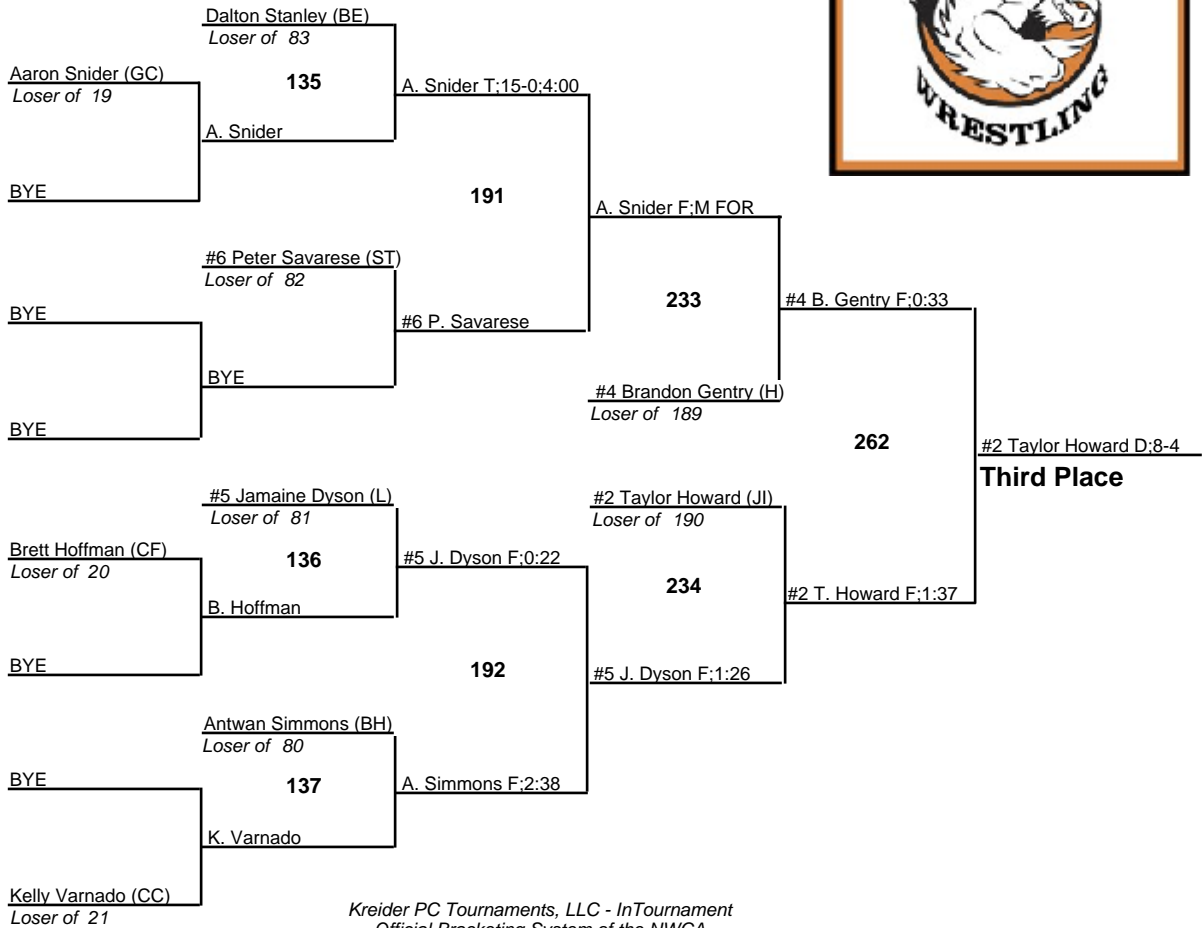 Dalton Stanley (BE)
Loser of 83
Aaron Snider (GC)
Loser of 19
135
A. Snider T;15-0;4:00
A. Snider
BYE
191
WRESTLING
A. Snider F;M FOR
#6 Peter Savarese (ST)
Loser of 82
BYE
233
#4 B. Gentry F;0:33
#6 P. Savarese
BYE
#4 Brandon Gentry (H)
Loser of 189
BYE
262
#2 Taylor Howard D;8-4
Third Place
#5 Jamaine Dyson (L)
Loser of 81
#2 Taylor Howard (JI)
Loser of 190
Brett Hoffman (CF)
Loser of 20
136
#5 J. Dyson F;0:22
234
#2 T. Howard F;1:37
B. Hoffman
BYE
192
#5 J. Dyson F;1:26
Antwan Simmons (BH)
Loser of 80
BYE
137
A. Simmons F;2:38
K. Varnado
Kelly Varnado (CC)
Loser of 21
Kreider PC Tournaments, LLC - InTournament
Official Bracketing System of the NWCA